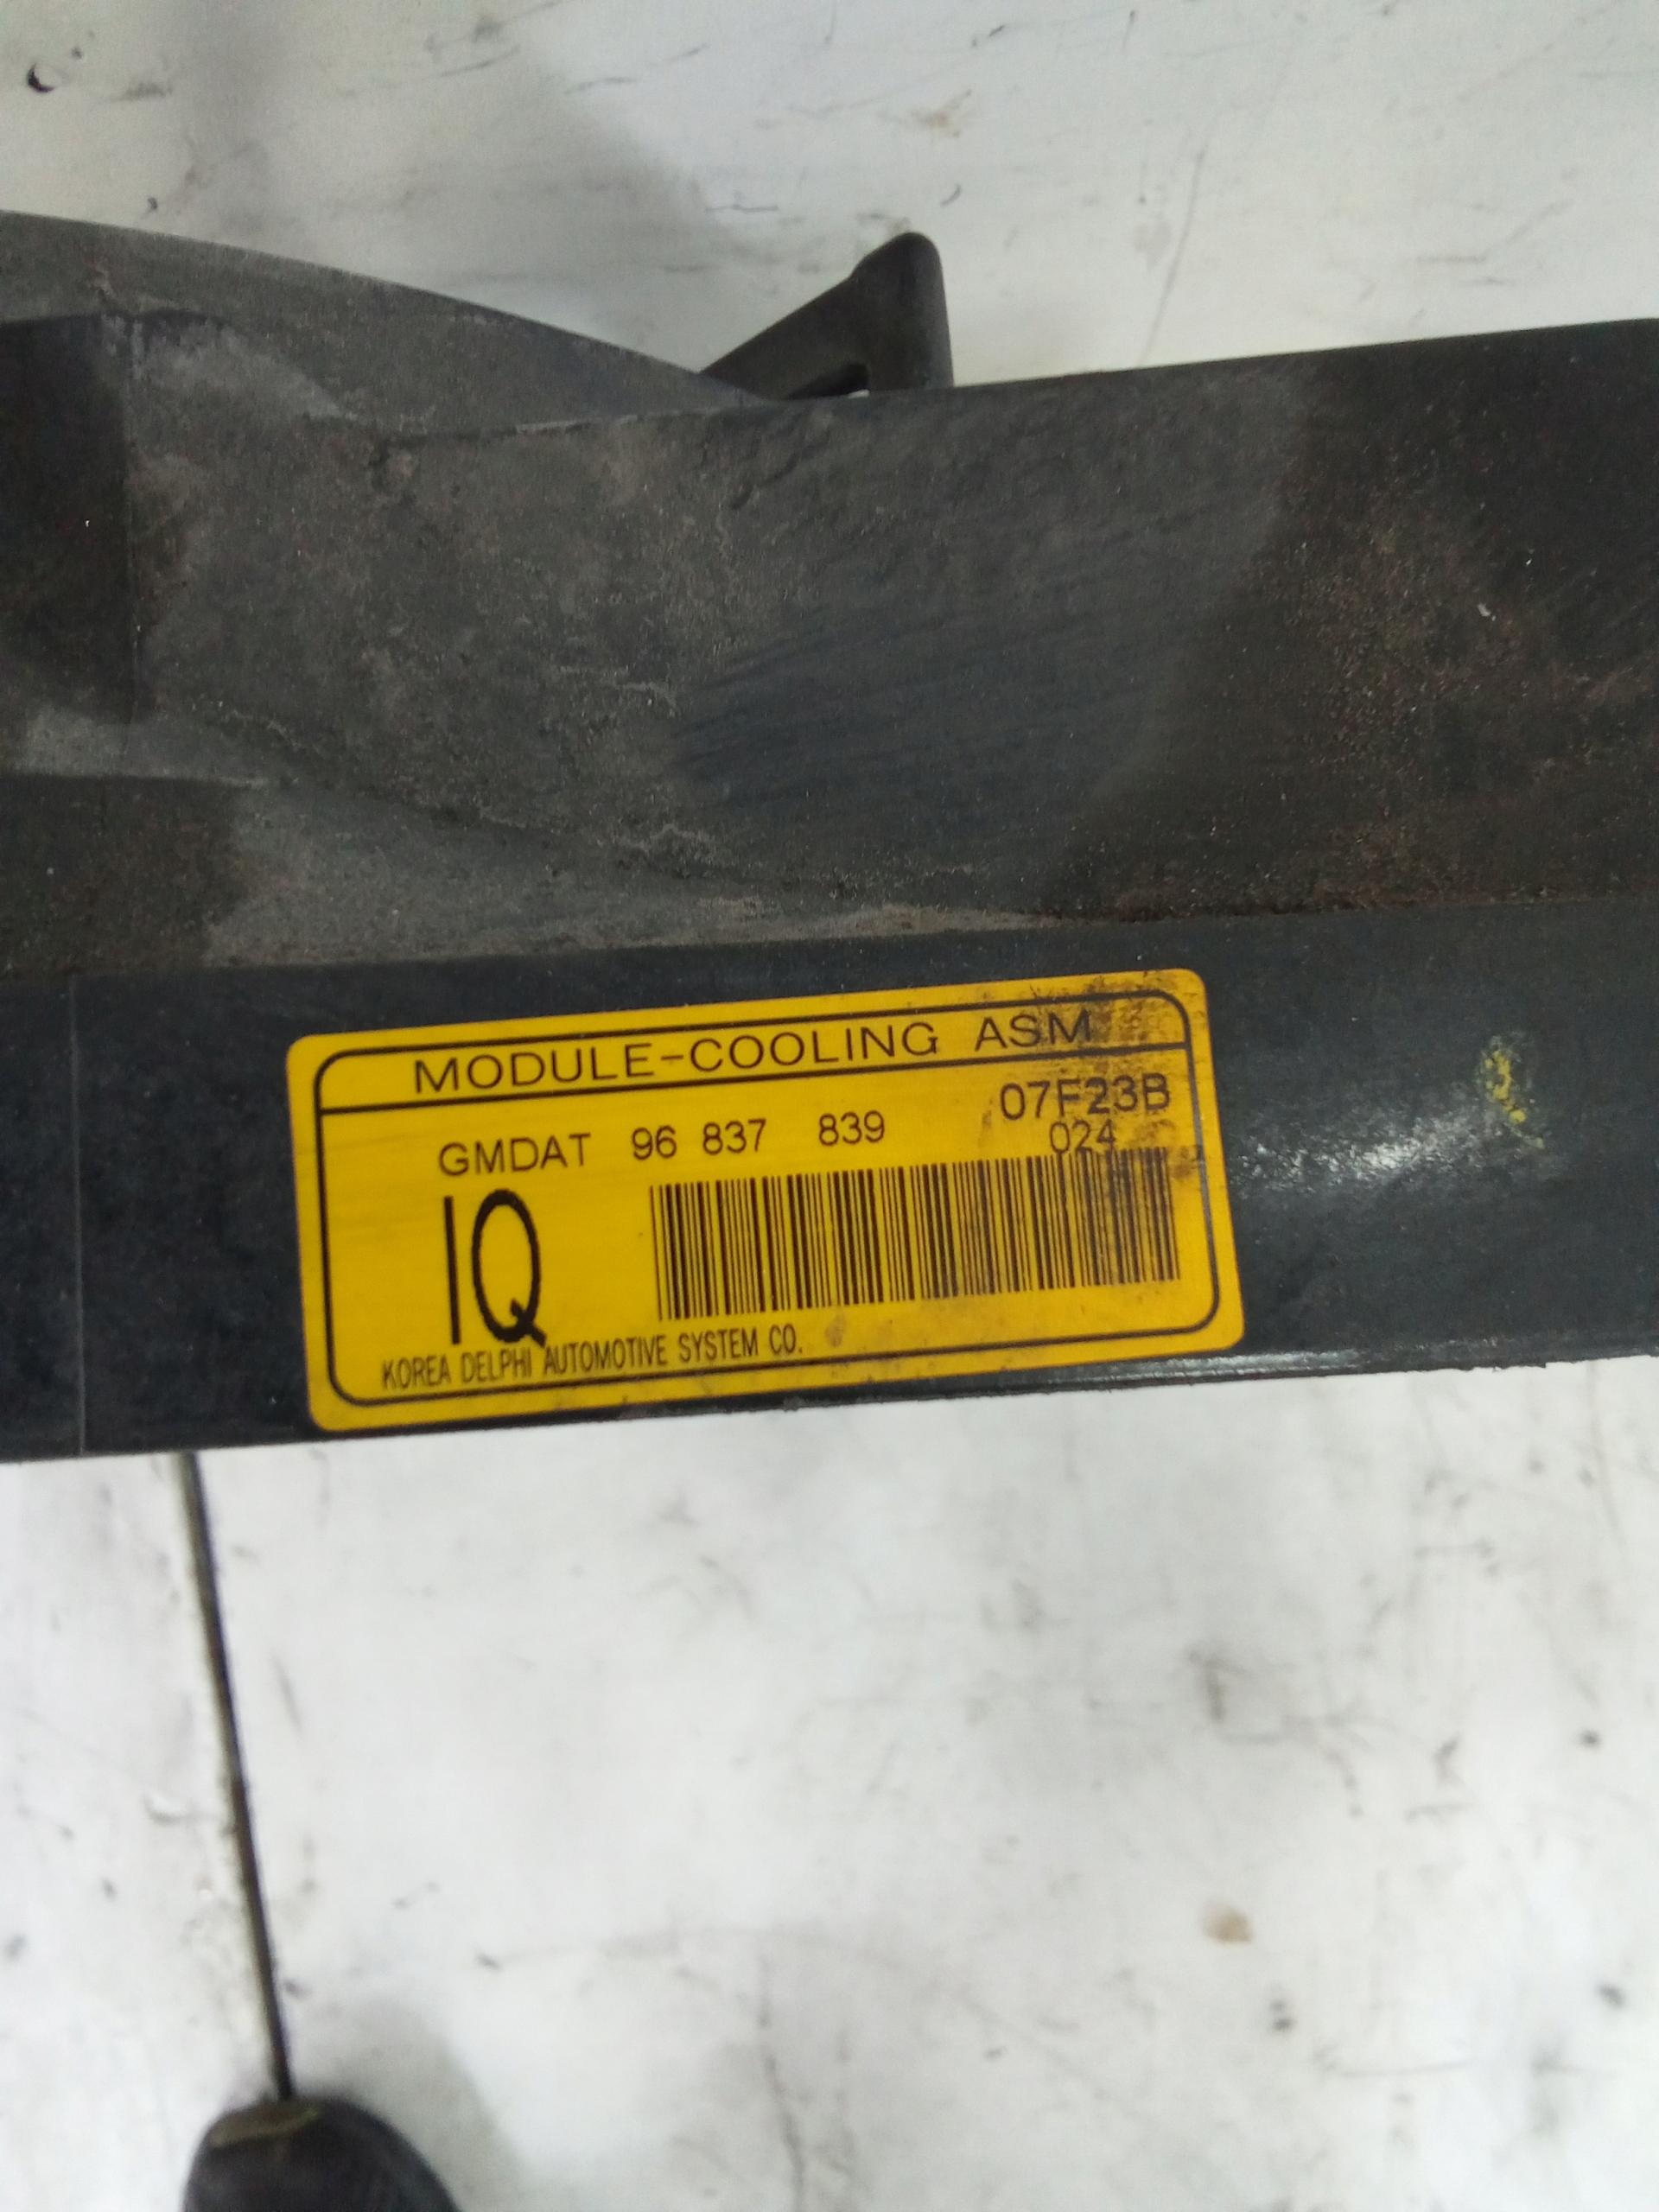 MODULE-COOLING ASM
GMDAT 96 837 839 07F23B
024
IQ
KOREA DELPHI AUTOMOTIVE SYSTEM CO.